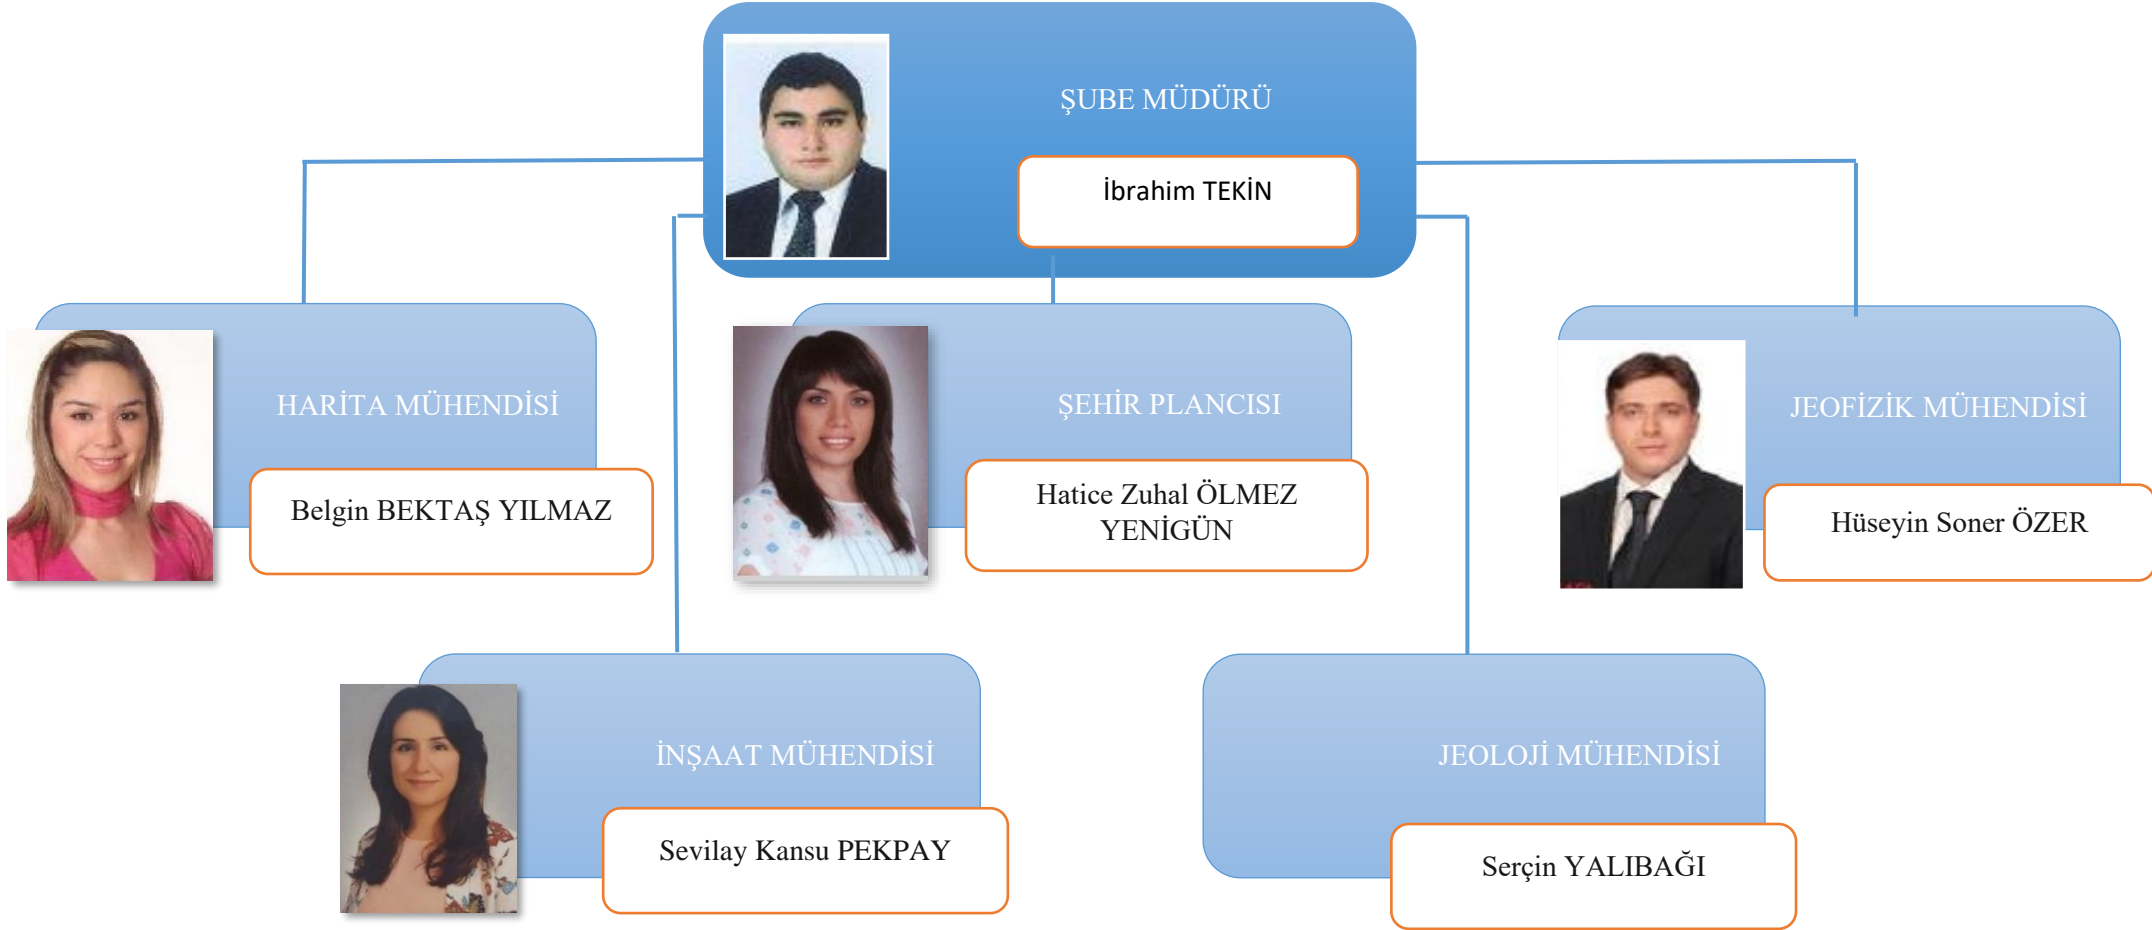 ŞUBE MÜDÜRÜ
İbrahim TEKİN
HARİTA MÜHENDİSİ
Belgin BEKTAŞ YILMAZ
ŞEHİR PLANCISI
Hatice Zuhal ÖLMEZ
YENİGÜN
JEOFİZİK MÜHENDİSİ
Hüseyin Soner ÖZER
İNŞAAT MÜHENDİSİ
Sevilay Kansu PEKPAY
JEOLOJİ MÜHENDİSİ
Serçin YALIBAĞI